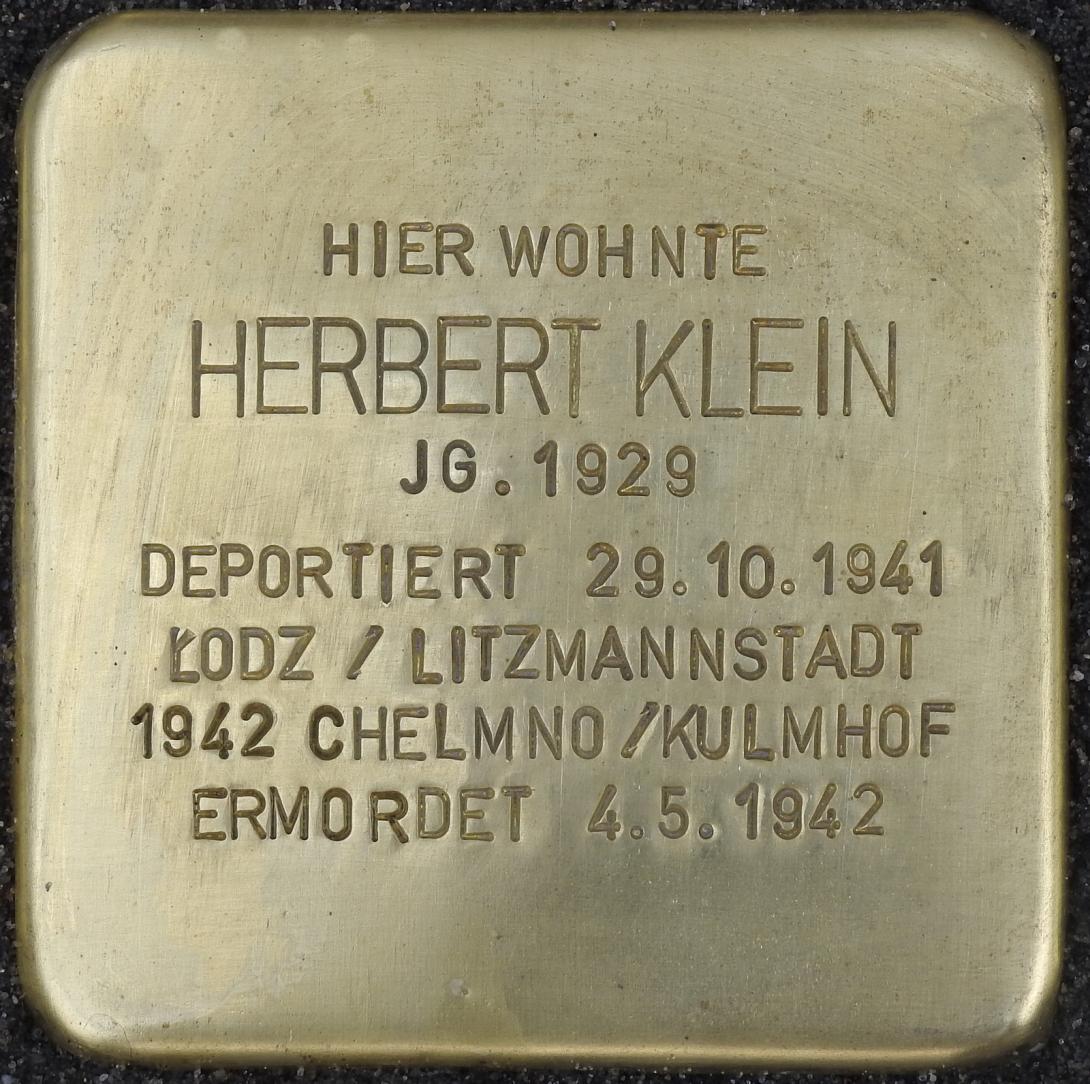 HIER WOHNTE
HERBERT KLEIN
JG. 1929
DEPORTIERT 29.10.1941
ŁODZ / LITZMANNSTADT
1942 CHELMNO / KULMHOF
ERMORDET 4.5.1942